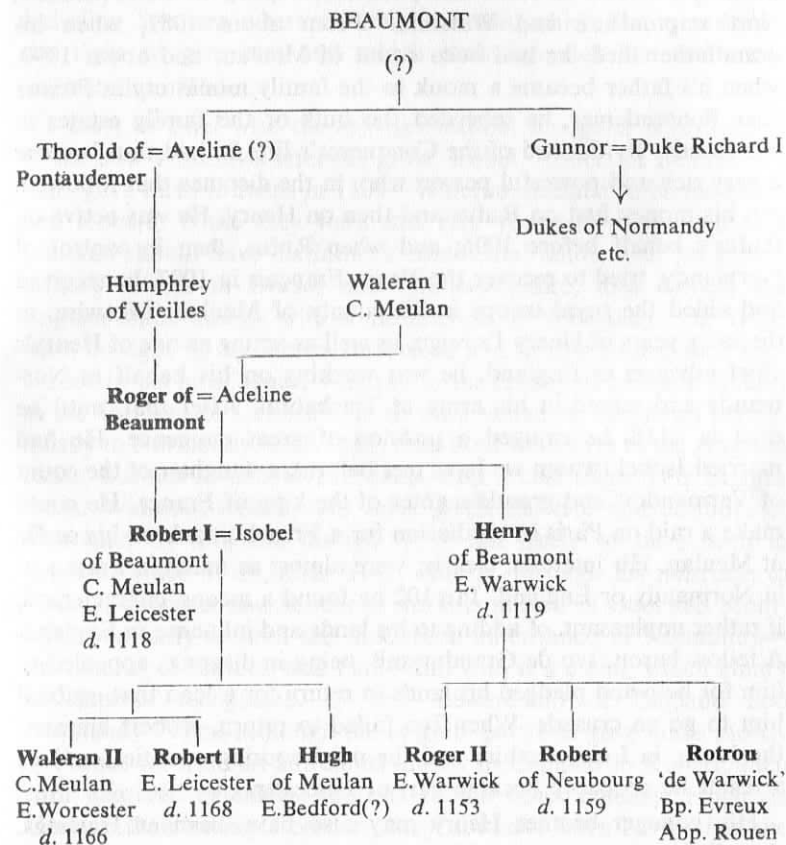 BEAUMONT
(?)
Thorold of = Aveline (?)
Pontaudemer
Gunnor = Duke Richard I
Dukes of Normandy
etc.
Humphrey
of Vieilles
Waleran I
C. Meulan
Roger of = Adeline
Beaumont
Robert I = Isobel
of Beaumont
C. Meulan
E. Leicester
d. 1118
Henry
of Beaumont
E. Warwick
d. 1119
Waleran II
C. Meulan
E. Worcester
d. 1166
Robert II
E. Leicester
d. 1168
Hugh
of Meulan
E. Bedford(?)
Roger II
E. Warwick
d. 1153
Robert
of Neubourg
d. 1159
Rotrou
'de Warwick'
Bp. Evreux
Abp. Rouen